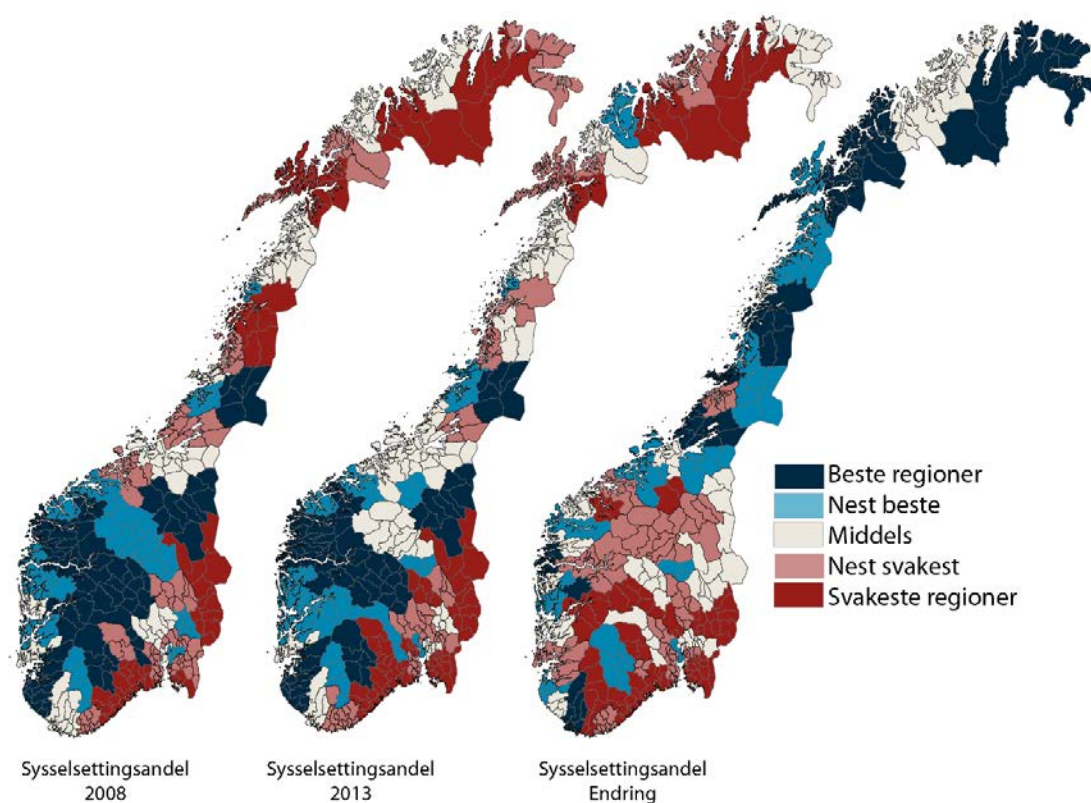 Beste regioner
Nest beste
Middels
Nest svakest
Svakeste regioner
Sysselsettingsandel
2008
Sysselsettingsandel
2013
Sysselsettingsandel
Endring